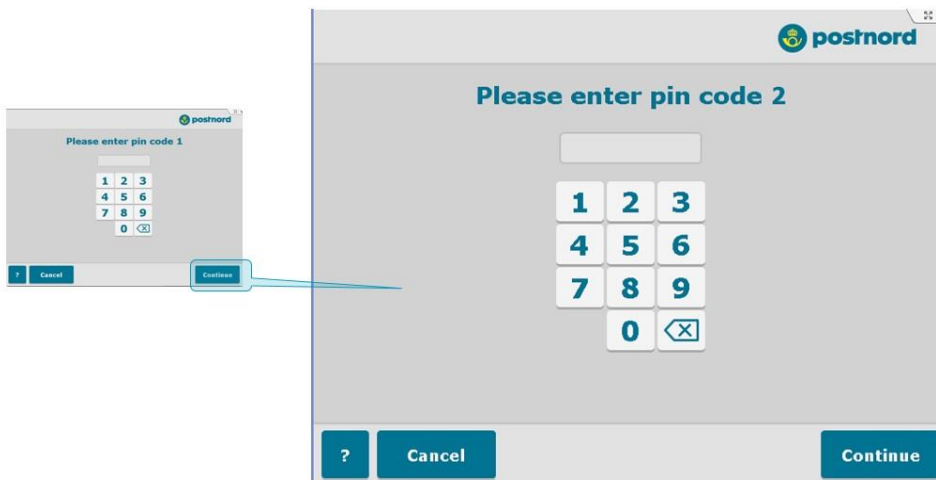 postnord
Please enter pin code 1
1 2 3
4 5 6
7 8 9
0
? Cancel Continue
postnord
Please enter pin code 2
1 2 3
4 5 6
7 8 9
0
? Cancel Continue